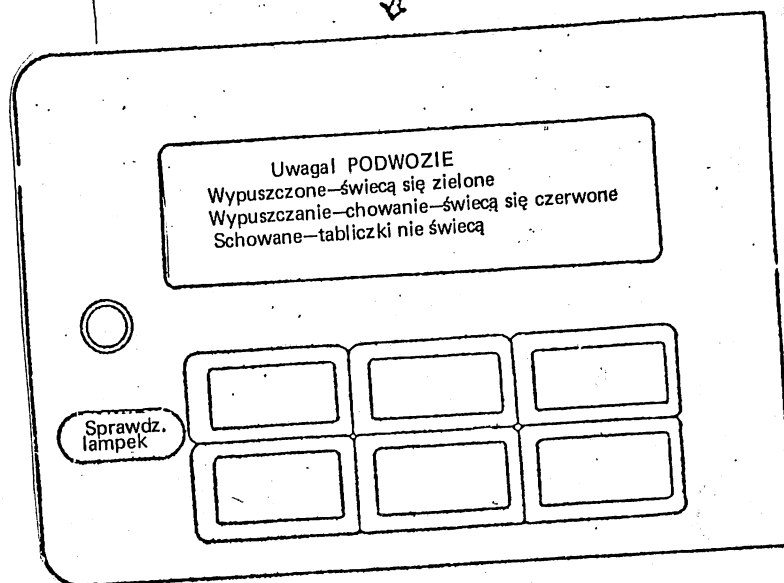 Uwaga! PODWOZIE
Wypuszczone—świecą się zielone
Wypuszczanie—chowanie—świecą się czerwone
Schowane—tabliczki nie świecą
Sprawdz.
lampek